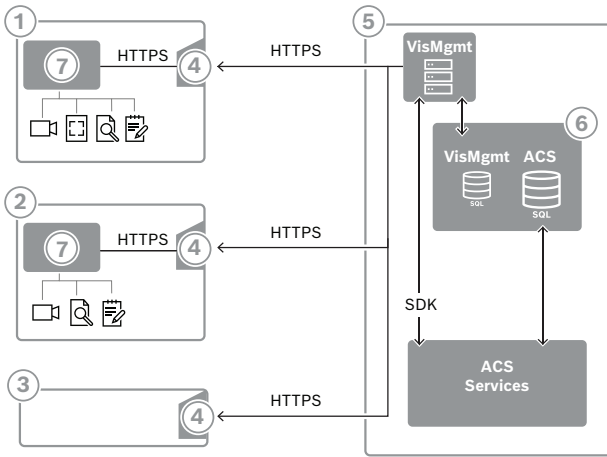 1
7
HTTPS
4
HTTPS
2
7
HTTPS
4
HTTPS
3
4
HTTPS
5
VisMgmt
6
VisMgmt ACS
SQL
SQL
SDK
ACS
Services